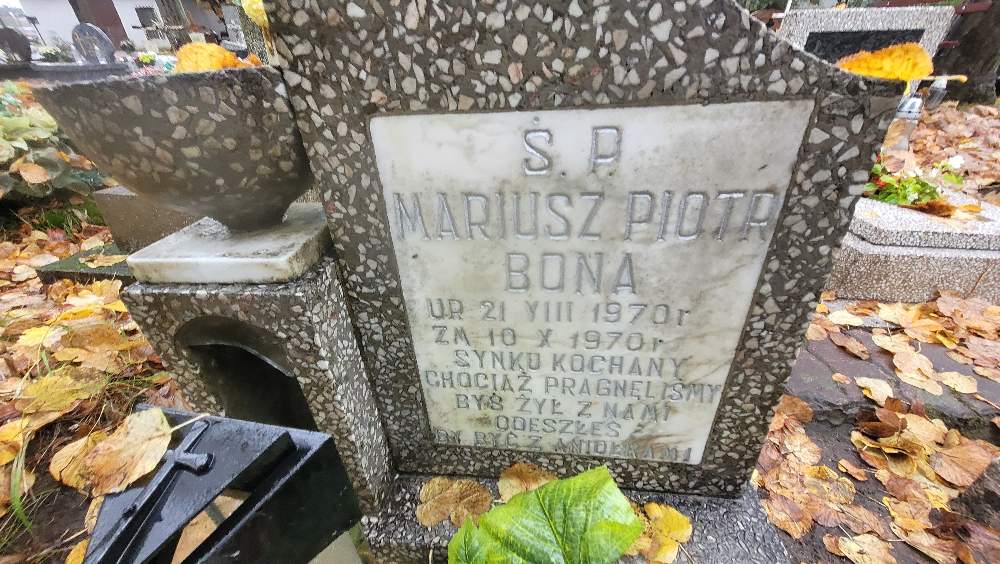 Ś. P.
MARIUSZ PIOTR
BONA
UR 21 VIII 1970 r
ZM 10 X 1970 r.
SYNKU KOCHANY
CHOCIAŻ PRAGNĘLIŚMY
BYŚ ŻYŁ Z NAMI
ODESZŁEŚ
BY BYĆ Z ANIOŁKAMI